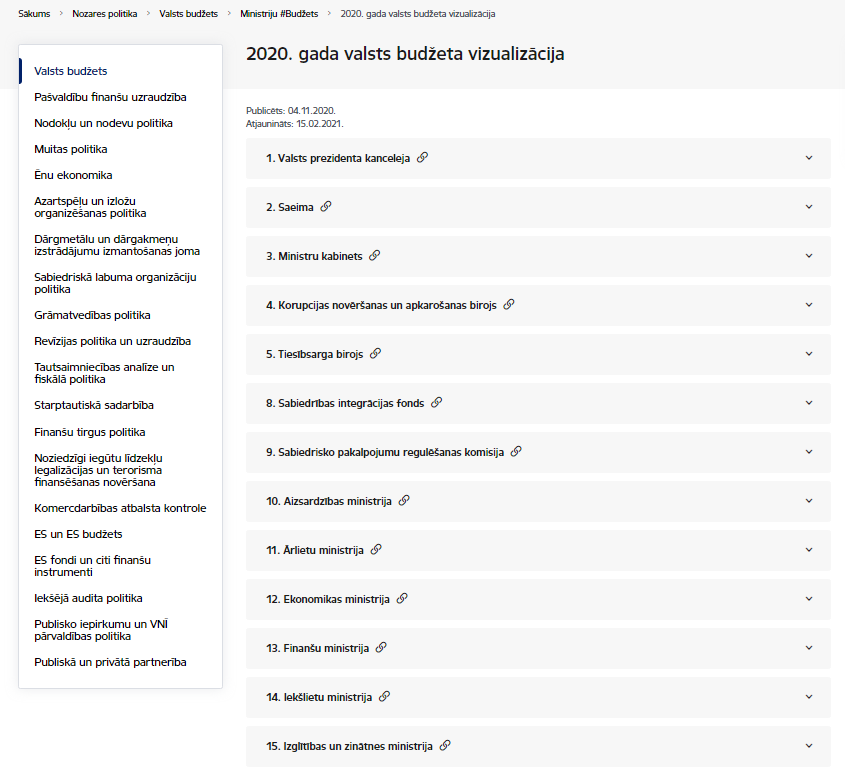 Sākums > Nozares politika > Valsts budžets > Ministriju #Budžets > 2020. gada valsts budžeta vizualizācija
Valsts budžets
Pašvaldību finanšu uzraudzība
Nodokļu un nodevu politika
Muitas politika
Ēnu ekonomika
Azartspēļu un izložu
organizēšanas politika
Dārgmetālu un dārgakmeņu
izstrādājumu izmantošanas joma
Sabiedriskā labuma organizāciju
politika
Grāmatvedības politika
Revīzijas politika un uzraudzība
Tautsaimniecības analīze un
fiskālā politika
Starptautiskā sadarbība
Finanšu tirgus politika
Noziedzīgi iegūtu līdzekļu
legalizācijas un terorisma
finansēšanas novēršana
Komercdarbības atbalsta kontrole
ES un ES budžets
ES fondi un citi finanšu
instrumenti
Iekšējā audita politika
Publisko iepirkumu un VNĪ
pārvaldības politika
Publiskā un privātā partnerība
2020. gada valsts budžeta vizualizācija
Publicēts: 04.11.2020.
Atjaunināts: 15.02.2021.
1. Valsts prezidenta kanceleja
2. Saeima
3. Ministru kabinets
4. Korupcijas novēršanas un apkarošanas birojs
5. Tiesībsarga birojs
8. Sabiedrības integrācijas fonds
9. Sabiedrisko pakalpojumu regulēšanas komisija
10. Aizsardzības ministrija
11. Ārlietu ministrija
12. Ekonomikas ministrija
13. Finanšu ministrija
14. Iekšlietu ministrija
15. Izglītības un zinātnes ministrija